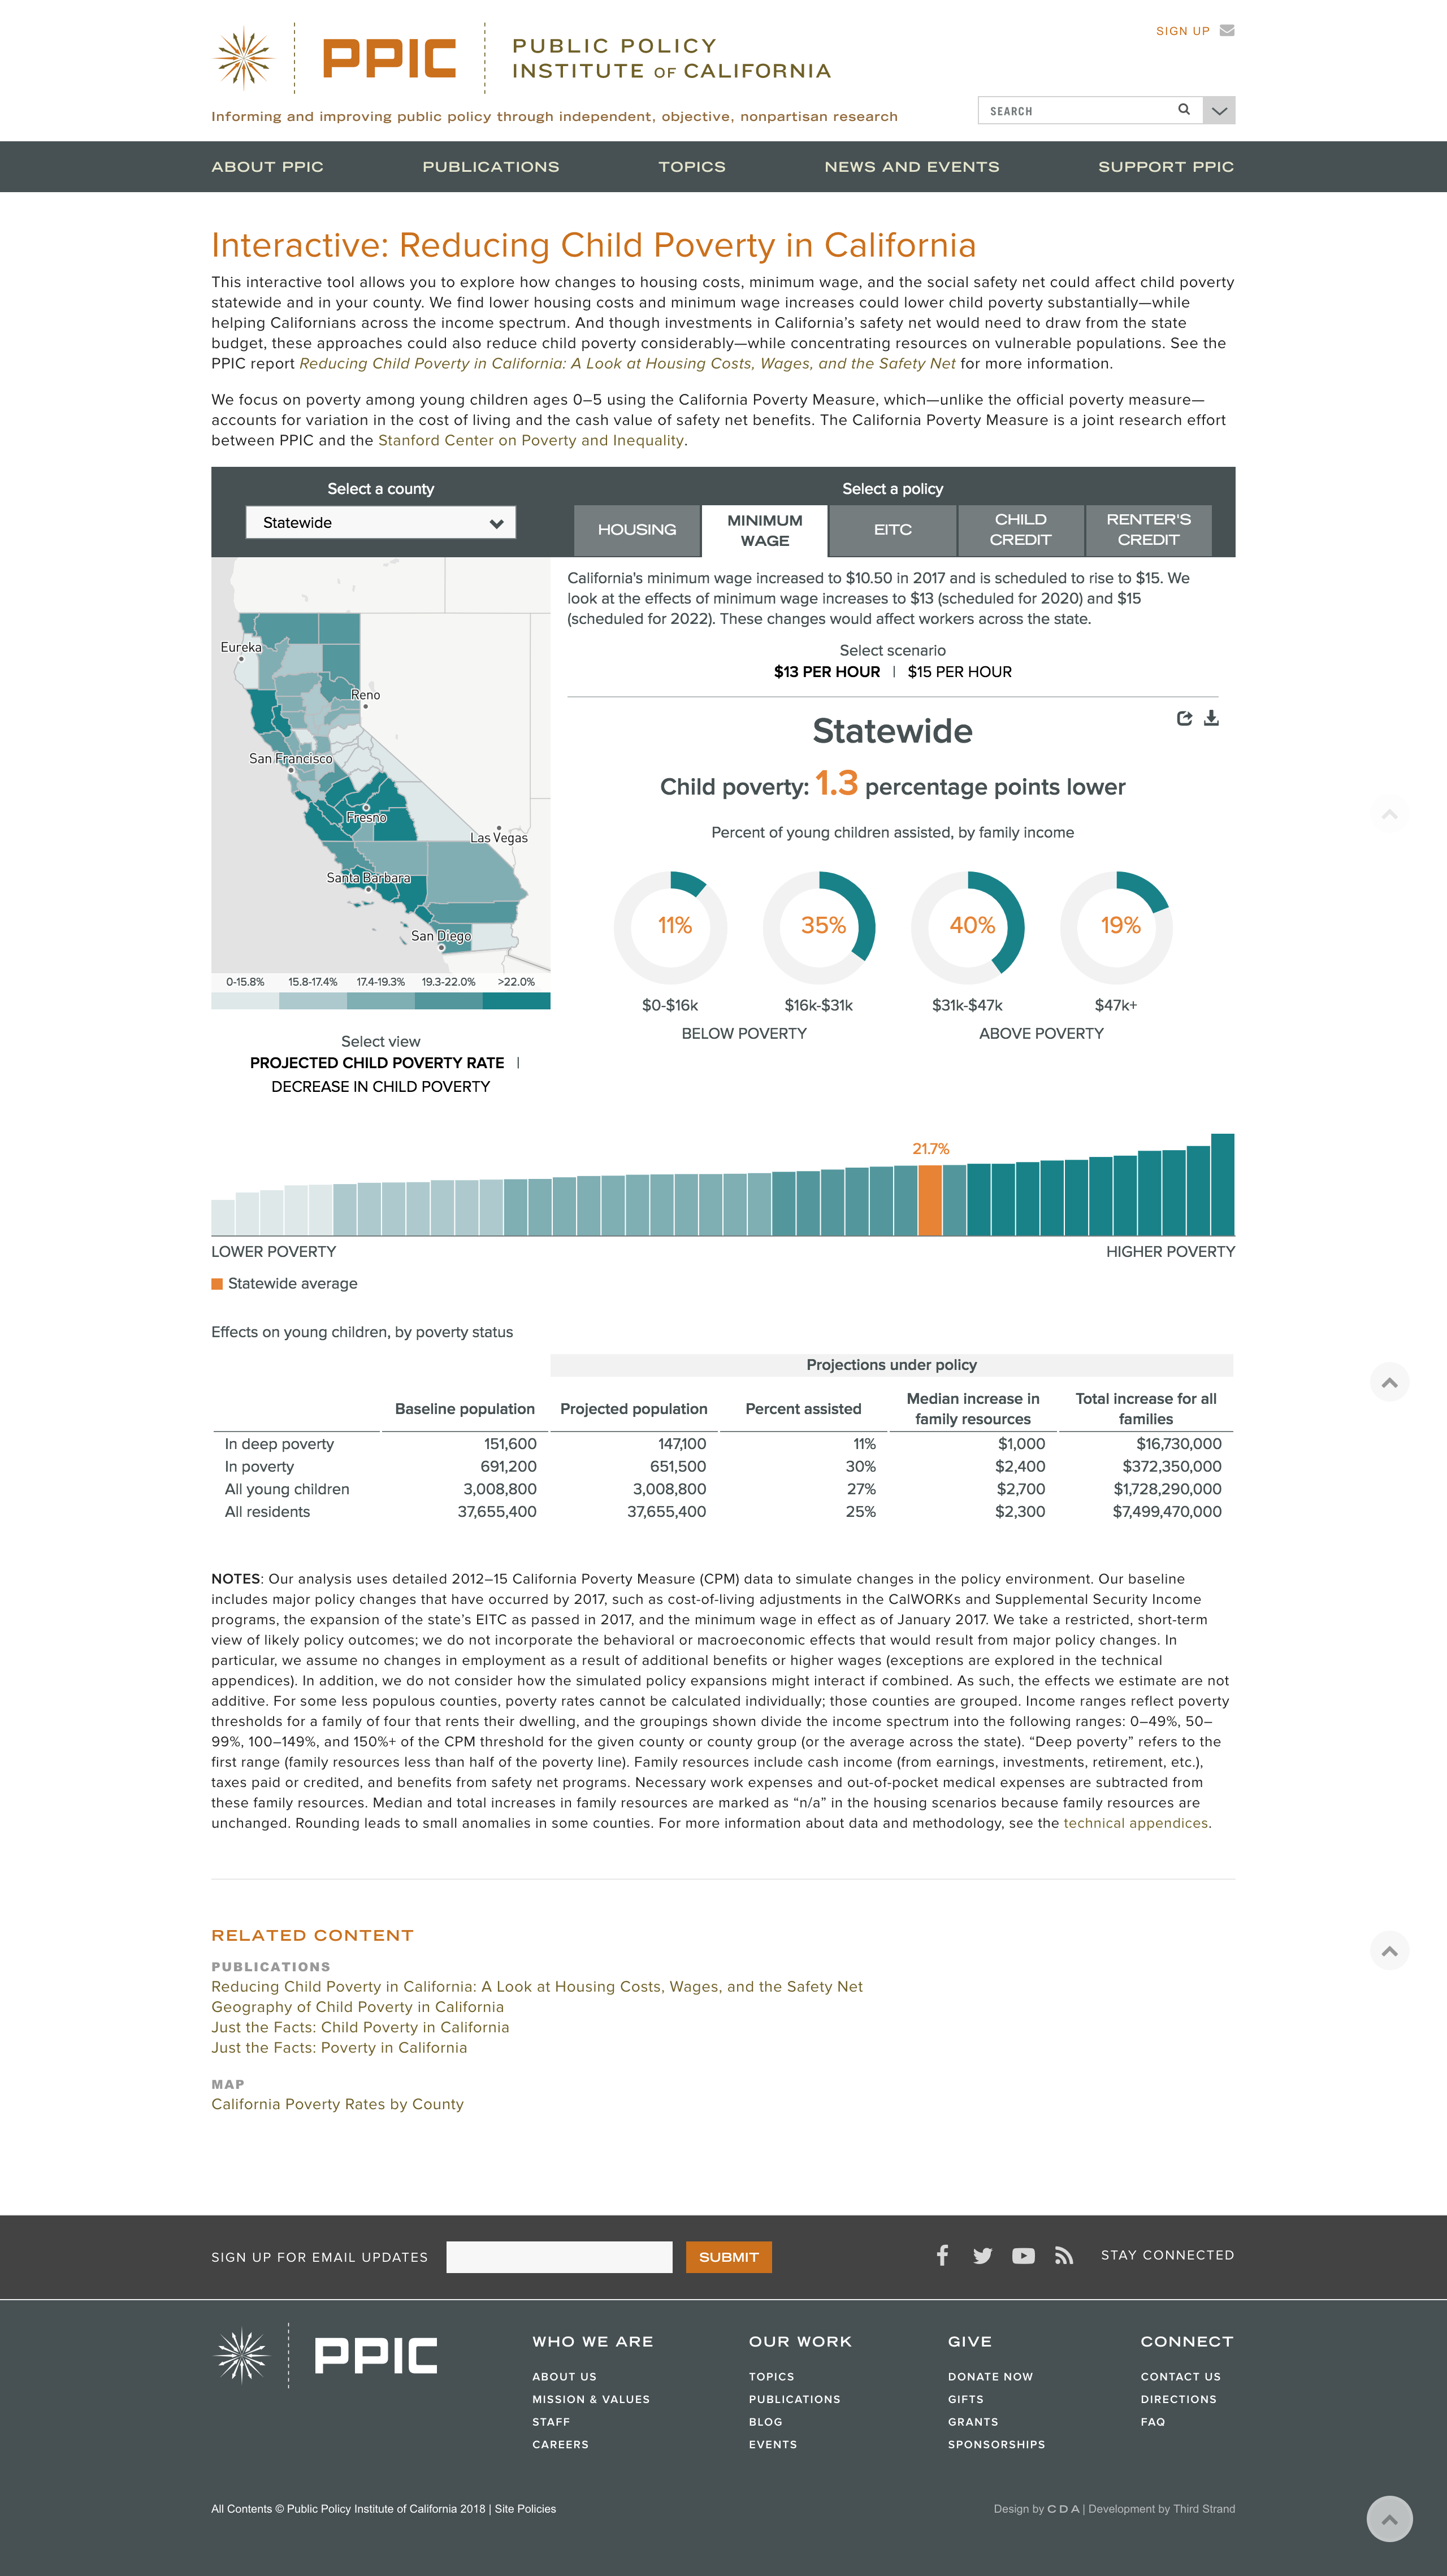 PPIC
PUBLIC POLICY
INSTITUTE OF CALIFORNIA
SIGN UP
Informing and improving public policy through independent, objective, nonpartisan research
SEARCH
ABOUT PPIC
PUBLICATIONS
TOPICS
NEWS AND EVENTS
SUPPORT PPIC
Interactive: Reducing Child Poverty in California
This interactive tool allows you to explore how changes to housing costs, minimum wage, and the social safety net could affect child poverty
statewide and in your county. We find lower housing costs and minimum wage increases could lower child poverty substantially—while
helping Californians across the income spectrum. And though investments in California’s safety net would need to draw from the state
budget, these approaches could also reduce child poverty considerably—while concentrating resources on vulnerable populations. See the
PPIC report Reducing Child Poverty in California: A Look at Housing Costs, Wages, and the Safety Net for more information.
We focus on poverty among young children ages 0–5 using the California Poverty Measure, which—unlike the official poverty measure—
accounts for variation in the cost of living and the cash value of safety net benefits. The California Poverty Measure is a joint research effort
between PPIC and the Stanford Center on Poverty and Inequality.
Select a county
Statewide
Select a policy
HOUSING
MINIMUM
WAGE
EITC
CHILD
CREDIT
RENTER'S
CREDIT
Eureka
Reno
San Francisco
Fresno
Las Vegas
Santa Barbara
San Diego
0-15.8%
15.8-17.4%
17.4-19.3%
19.3-22.0%
>22.0%
Select view
PROJECTED CHILD POVERTY RATE |
DECREASE IN CHILD POVERTY
California's minimum wage increased to $10.50 in 2017 and is scheduled to rise to $15. We
look at the effects of minimum wage increases to $13 (scheduled for 2020) and $15
(scheduled for 2022). These changes would affect workers across the state.
Select scenario
$13 PER HOUR | $15 PER HOUR
Statewide
Child poverty: 1.3 percentage points lower
Percent of young children assisted, by family income
11%
35%
40%
19%
$0-$16k
$16k-$31k
$31k-$47k
$47k+
BELOW POVERTY
ABOVE POVERTY
21.7%
LOWER POVERTY
HIGHER POVERTY
Statewide average
Effects on young children, by poverty status
Projections under policy
Baseline population Projected population Percent assisted Median increase in family resources Total increase for all families
In deep poverty 151,600 147,100 11% $1,000 $16,730,000
In poverty 691,200 651,500 30% $2,400 $372,350,000
All young children 3,008,800 3,008,800 27% $2,700 $1,728,290,000
All residents 37,655,400 37,655,400 25% $2,300 $7,499,470,000
NOTES: Our analysis uses detailed 2012–15 California Poverty Measure (CPM) data to simulate changes in the policy environment. Our baseline
includes major policy changes that have occurred by 2017, such as cost-of-living adjustments in the CalWORKs and Supplemental Security Income
programs, the expansion of the state’s EITC as passed in 2017, and the minimum wage in effect as of January 2017. We take a restricted, short-term
view of likely policy outcomes; we do not incorporate the behavioral or macroeconomic effects that would result from major policy changes. In
particular, we assume no changes in employment as a result of additional benefits or higher wages (exceptions are explored in the technical
appendices). In addition, we do not consider how the simulated policy expansions might interact if combined. As such, the effects we estimate are not
additive. For some less populous counties, poverty rates cannot be calculated individually; those counties are grouped. Income ranges reflect poverty
thresholds for a family of four that rents their dwelling, and the groupings shown divide the income spectrum into the following ranges: 0–49%, 50–
99%, 100–149%, and 150%+ of the CPM threshold for the given county or county group (or the average across the state). “Deep poverty” refers to the
first range (family resources less than half of the poverty line). Family resources include cash income (from earnings, investments, retirement, etc.),
taxes paid or credited, and benefits from safety net programs. Necessary work expenses and out-of-pocket medical expenses are subtracted from
these family resources. Median and total increases in family resources are marked as “n/a” in the housing scenarios because family resources are
unchanged. Rounding leads to small anomalies in some counties. For more information about data and methodology, see the technical appendices.
RELATED CONTENT
PUBLICATIONS
Reducing Child Poverty in California: A Look at Housing Costs, Wages, and the Safety Net
Geography of Child Poverty in California
Just the Facts: Child Poverty in California
Just the Facts: Poverty in California
MAP
California Poverty Rates by County
SIGN UP FOR EMAIL UPDATES
SUBMIT
STAY CONNECTED
PPIC
WHO WE ARE
ABOUT US
MISSION & VALUES
STAFF
CAREERS
OUR WORK
TOPICS
PUBLICATIONS
BLOG
EVENTS
GIVE
DONATE NOW
GIFTS
GRANTS
SPONSORSHIPS
CONNECT
CONTACT US
DIRECTIONS
FAQ
All Contents © Public Policy Institute of California 2018 | Site Policies
Design by CDA | Development by Third Strand